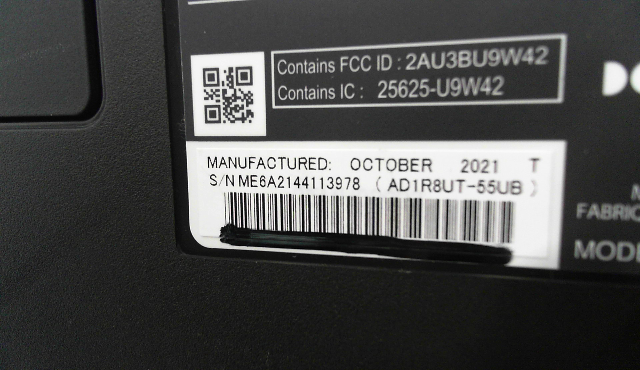 Contains FCC ID : 2AU3BU9W42
Contains IC : 25625-U9W42
MANUFACTURED: OCTOBER 2021 T
S/N ME6A2144113978 ( AD1R8UT-55UB )